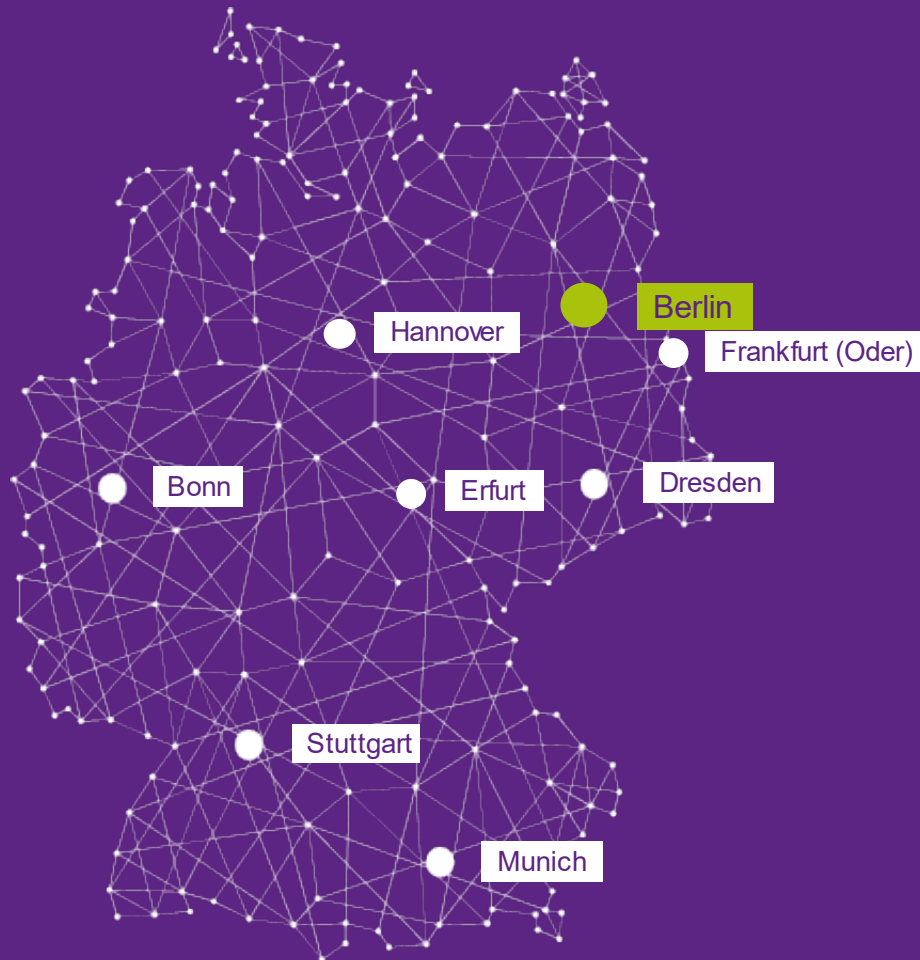 Berlin
Hannover
Frankfurt (Oder)
Bonn
Erfurt
Dresden
Stuttgart
Munich